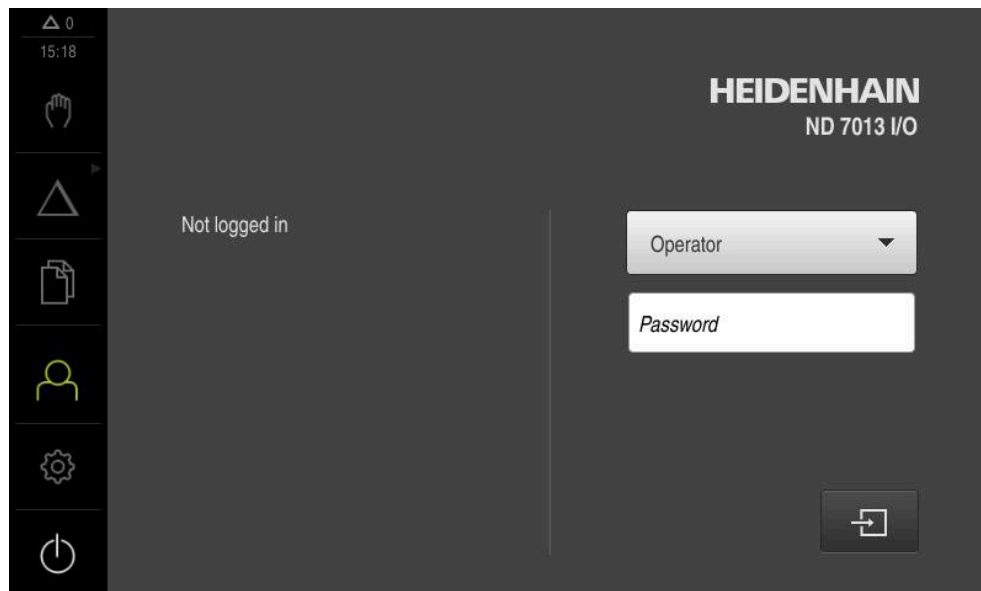 0
15:18
HEIDENHAIN
ND 7013 I/O
Not logged in
Operator
Password